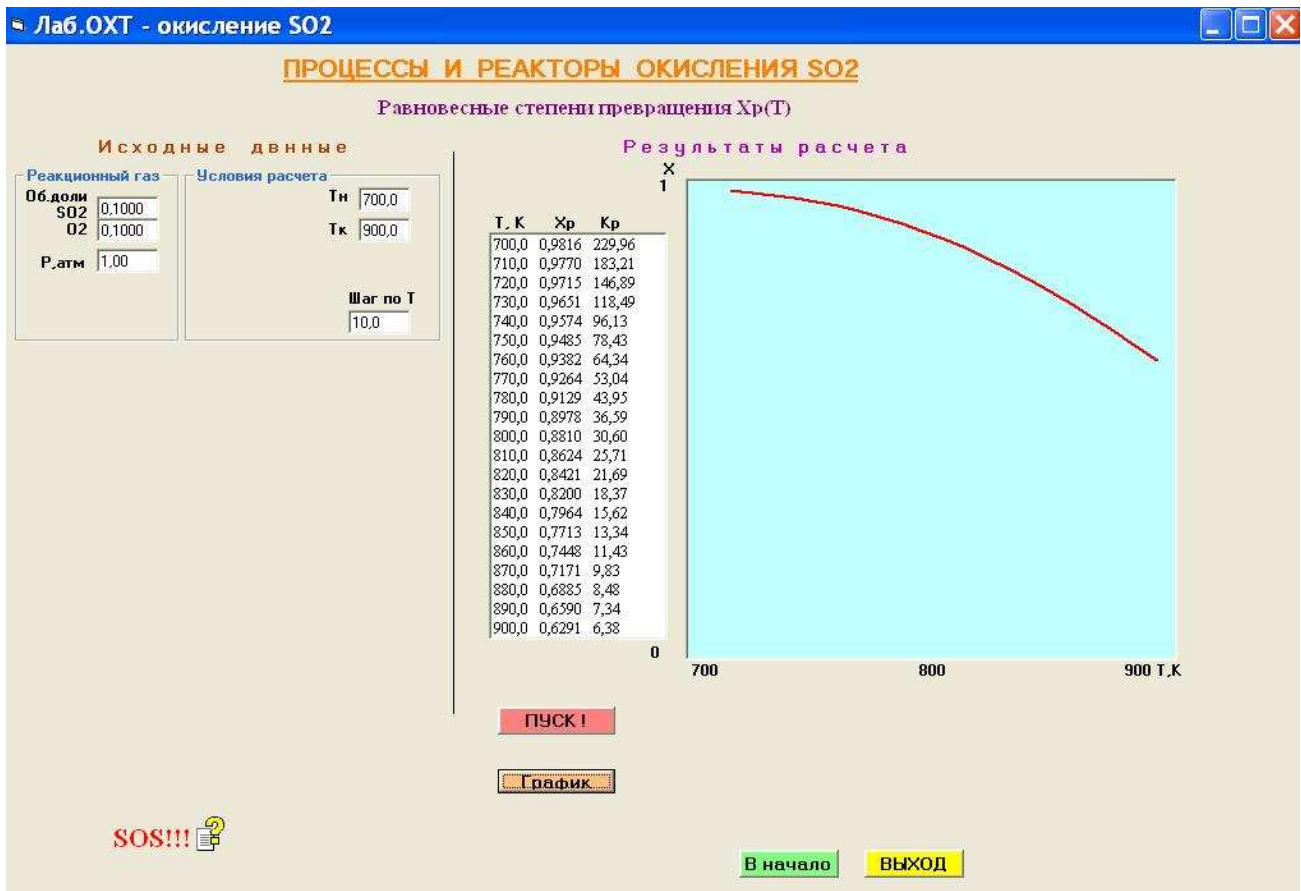 Лаб.ОХТ - окисление SO2
ПРОЦЕССЫ И РЕАКТОРЫ ОКИСЛЕНИЯ SO2
Равновесные степени превращения Xp(T)
Исходные двнные
Реакционный газ
Об.доли
SO2 0,1000
O2 0,1000
P,атм 1,00
Условия расчета
Тн 700,0
Тк 900,0
Шаг по Т
10,0
Результаты расчета
T, K Xp Kp
700,0 0,9816 229,96
710,0 0,9770 183,21
720,0 0,9715 146,89
730,0 0,9651 118,49
740,0 0,9574 96,13
750,0 0,9485 78,43
760,0 0,9382 64,34
770,0 0,9264 53,04
780,0 0,9129 43,95
790,0 0,8978 36,59
800,0 0,8810 30,60
810,0 0,8624 25,71
820,0 0,8421 21,69
830,0 0,8200 18,37
840,0 0,7964 15,62
850,0 0,7713 13,34
860,0 0,7448 11,43
870,0 0,7171 9,83
880,0 0,6885 8,48
890,0 0,6590 7,34
900,0 0,6291 6,38
X
1
0
700 800 900 T,K
ПУСК !
График
SOS!!!
В начало
ВЫХОД